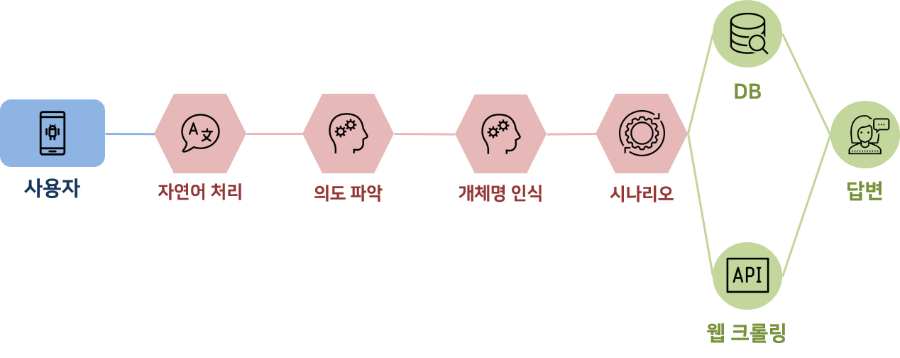 사용자
A 文
자연어 처리
의도 파악
개체명 인식
시나리오
DB
API
웹 크롤링
답변